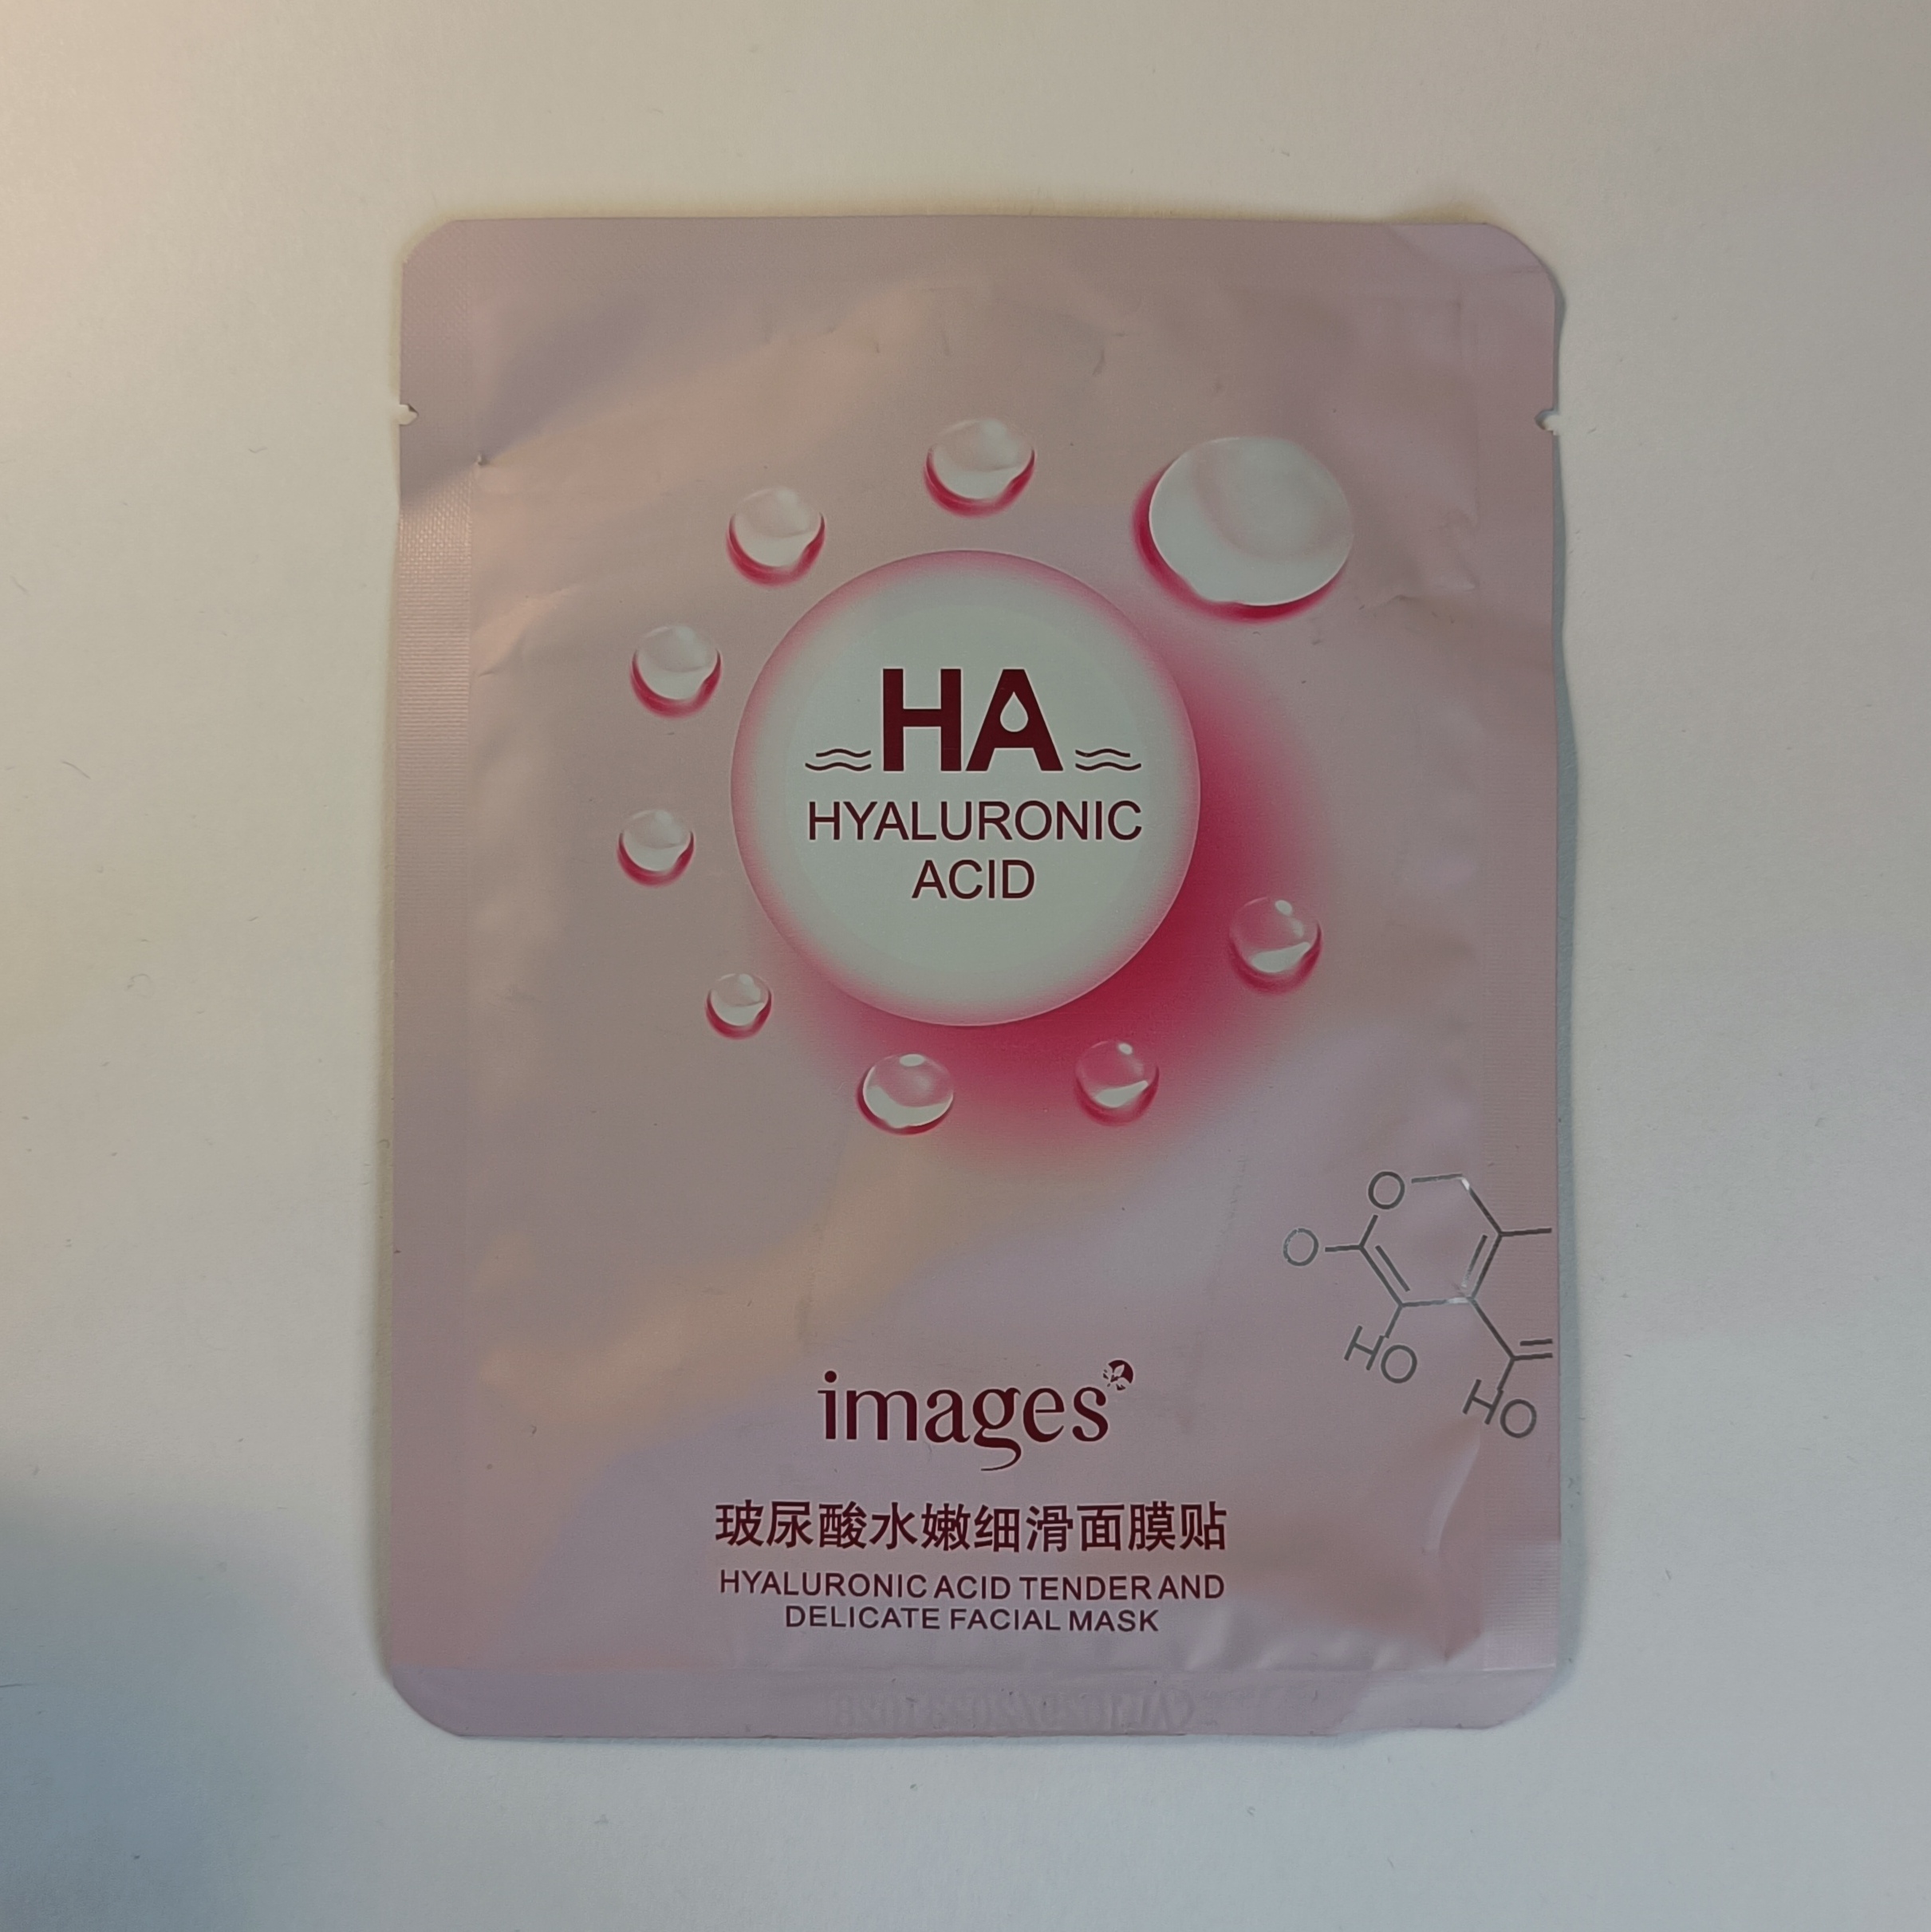 HA
HYALURONIC
ACID
O
O
HO
HO
images
玻尿酸水嫩细滑面膜贴
HYALURONIC ACID TENDER AND
DELICATE FACIAL MASK